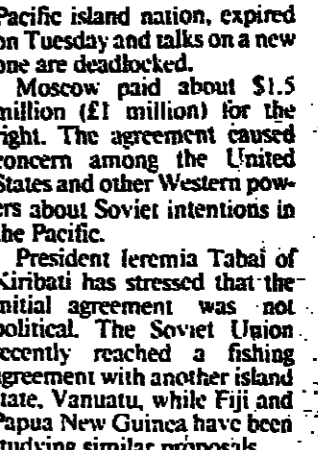 Pacific island nation, expired
on Tuesday and talks on a new
one are deadlocked.
Moscow paid about $1.5
million (£1 million) for the
right. The agreement caused
concern among the United
States and other Western pow-
ers about Soviet intentions in
the Pacific.
President Ieremia Tabai of
Kiribati has stressed that the
initial agreement was not
political. The Soviet Union
recently reached a fishing
agreement with another island
state, Vanuatu, while Fiji and
Papua New Guinea have been
studying similar proposals.